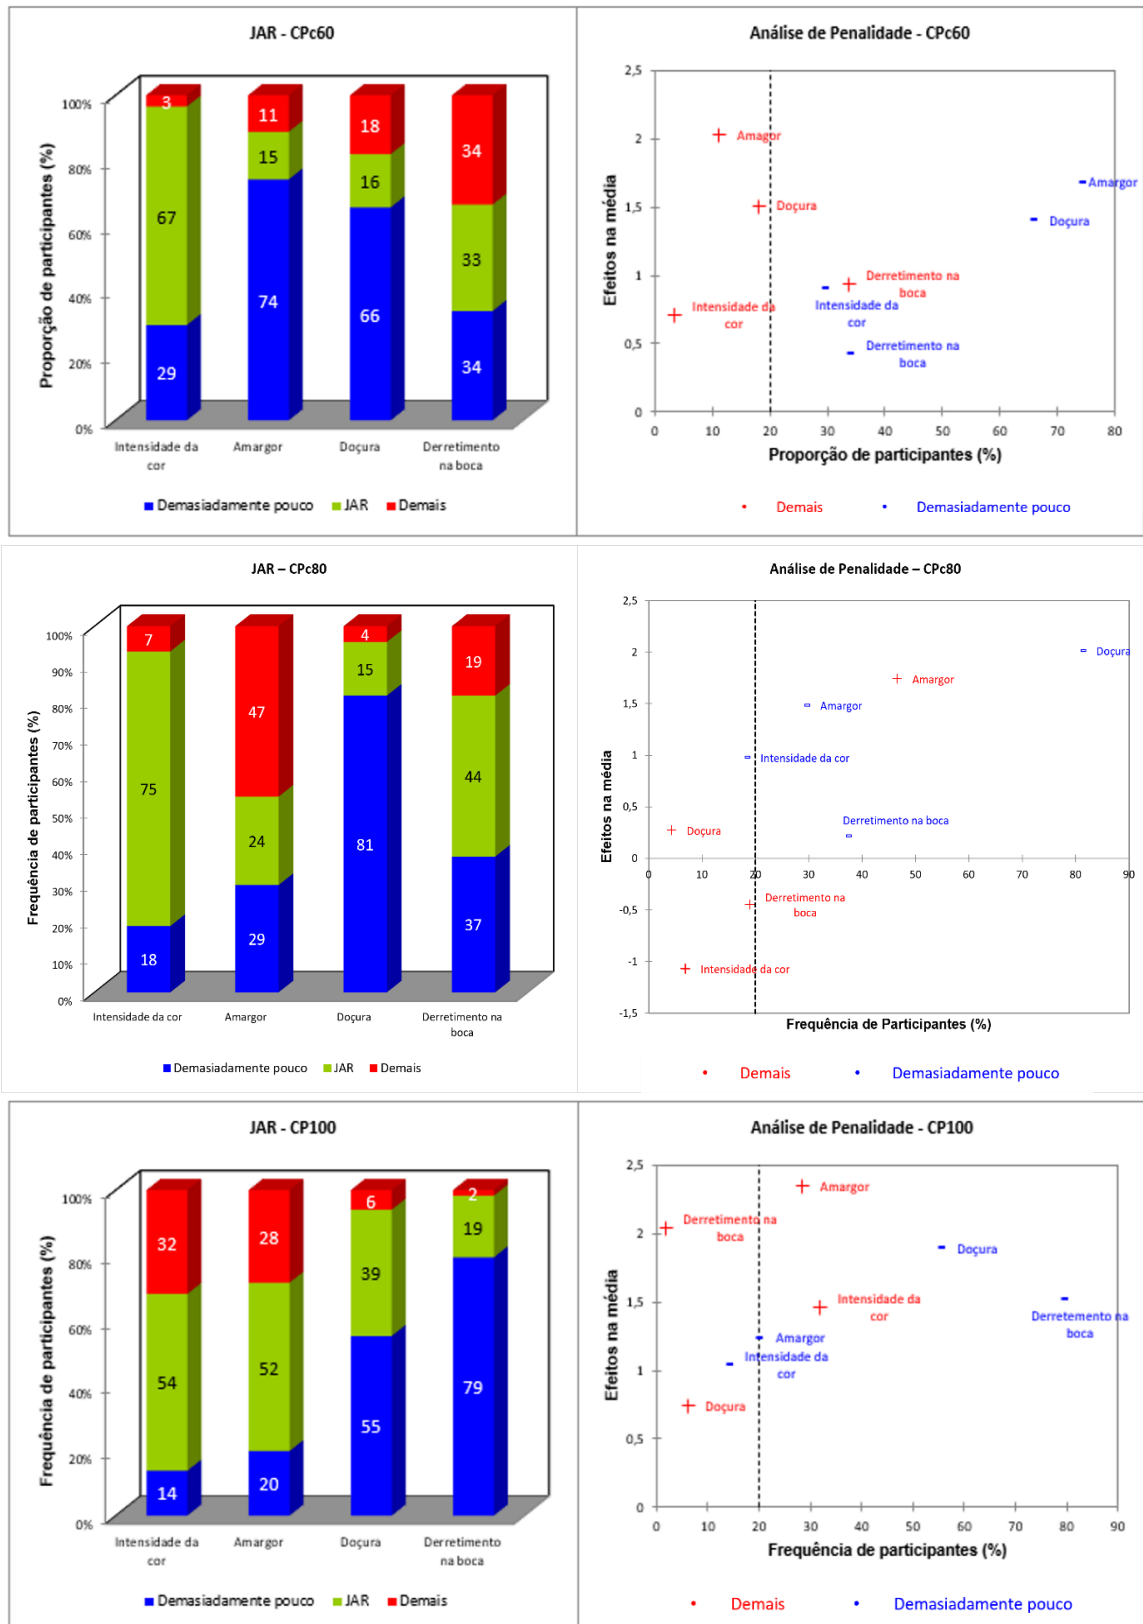 JAR - CPc60
Proporção de participantes (%)
100%
80%
60%
40%
20%
0%
3
67
29
11
15
74
18
16
66
34
33
34
Intensidade da
cor
Amargor
Doçura
Derretimento
na boca
Demasiadamente pouco
JAR
Demais
Análise de Penalidade - CPc60
Efeitos na média
2,5
2
1,5
1
0,5
0
Amagor
Amargor
Doçura
Doçura
Derretimento na
boca
Intensidade da
cor
Intensidade da
cor
Derretimento na
boca
0 10 20 30 40 50 60 70 80
Proporção de participantes (%)
Demais
Demasiadamente pouco
JAR – CPc80
Frequência de participantes (%)
100%
90%
80%
70%
60%
50%
40%
30%
20%
10%
0%
7
75
18
47
24
29
4
15
81
19
44
37
Intensidade da cor
Amargor
Doçura
Derretimento na
boca
Demasiadamente pouco
JAR
Demais
Análise de Penalidade – CPc80
Efeitos na média
2,5
2
1,5
1
0,5
0
-0,5
-1
-1,5
Doçura
Amargor
Amargor
Intensidade da cor
Derretimento na boca
Doçura
0 10 20 30 40 50 60 70 80 90
Derretimento na
boca
Intensidade da cor
Frequência de Participantes (%)
Demais
Demasiadamente pouco
JAR - CP100
Frequência de participantes (%)
100%
80%
60%
40%
20%
0%
32
54
14
28
52
20
6
39
55
2
19
79
Intensidade da
cor
Amargor
Doçura
Derretimento
na boca
Demasiadamente pouco
JAR
Demais
Análise de Penalidade - CP100
Efeitos na média
2,5
2
1,5
1
0,5
0
Amargor
Derretimento na
boca
Doçura
Intensidade da
cor
Derretemento na
boca
Amargor
Intensidade da
cor
Doçura
0 10 20 30 40 50 60 70 80 90
Frequência de participantes (%)
Demais
Demasiadamente pouco